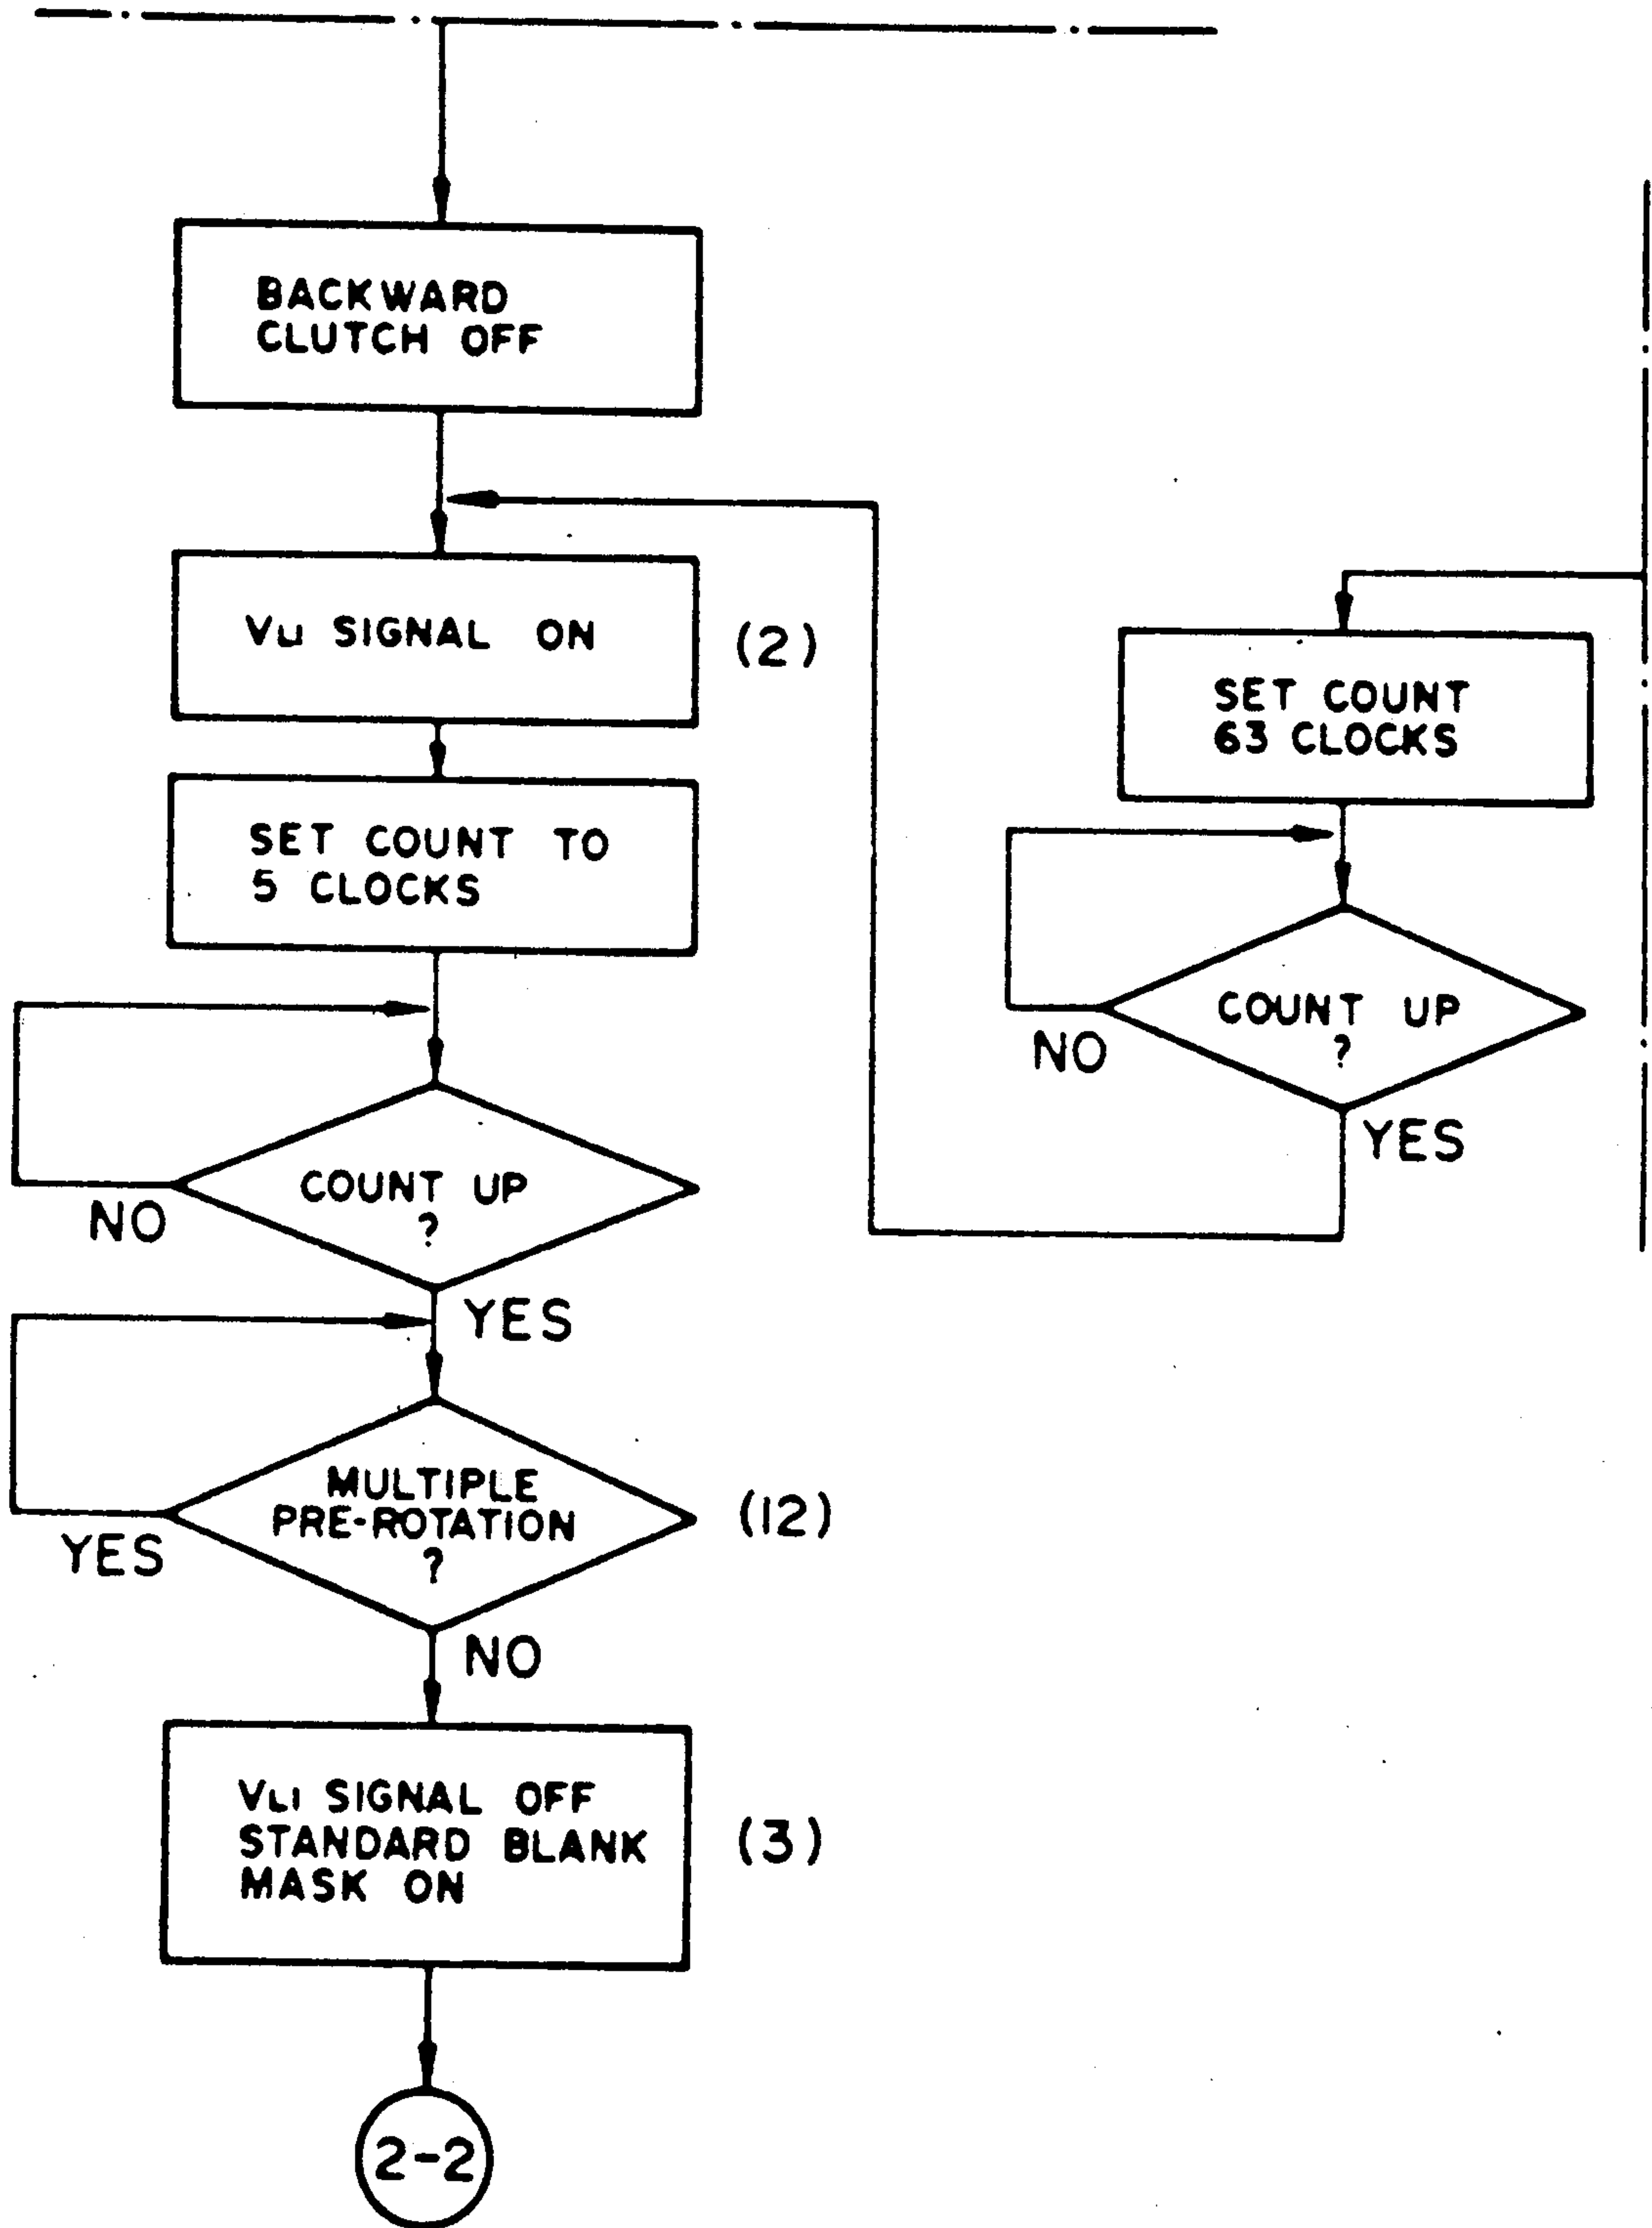 BACKWARD
CLUTCH OFF
VL1 SIGNAL ON
(2)
SET COUNT TO
5 CLOCKS
COUNT UP
?
NO
YES
MULTIPLE
PRE-ROTATION
?
(12)
YES
NO
VL1 SIGNAL OFF
STANDARD BLANK
MASK ON
(3)
2-2
SET COUNT
63 CLOCKS
COUNT UP
?
NO
YES